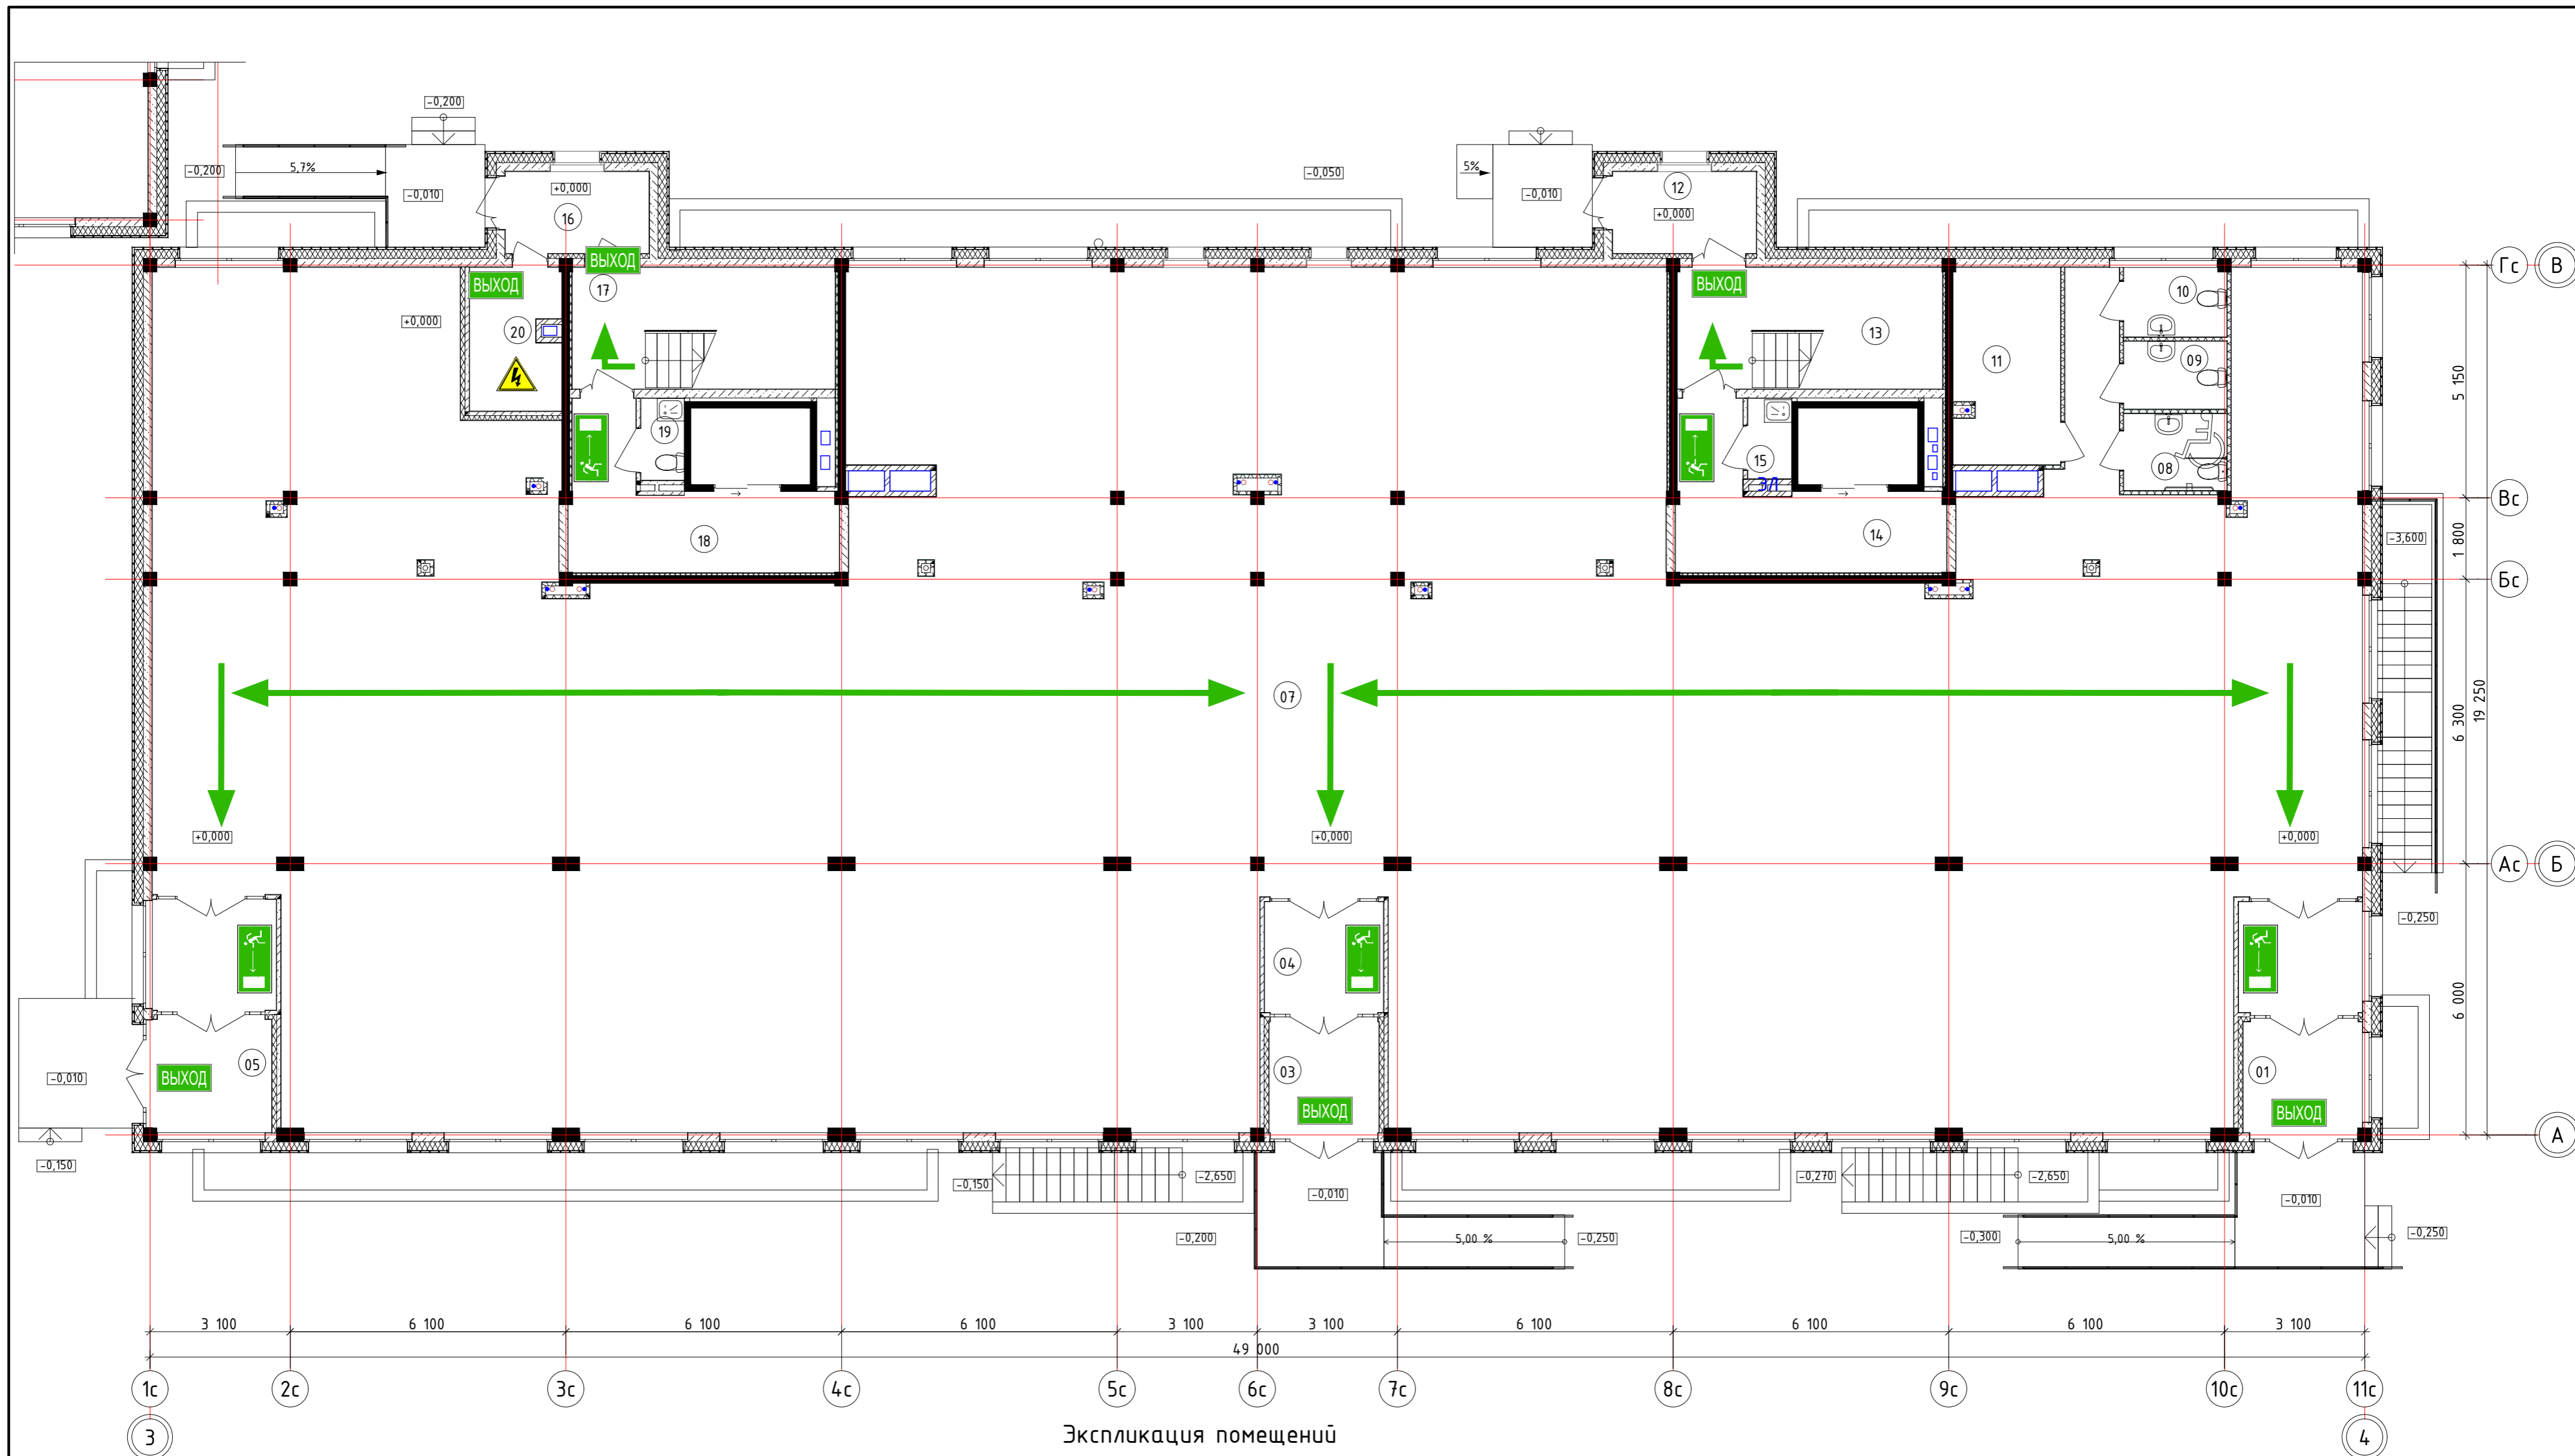 -0,200
-0,200
5,7%
-0,010
+0,000
16
-0,050
5%
-0,010
12
+0,000
ВЫХОД
ВЫХОД
17
+0,000
20
ВЫХОД
13
11
10
09
08
Гс
В
5 150
19
15
ЭЛ
18
14
Вс
-3,600
1 800
Бс
07
6 300
19 250
+0,000
+0,000
+0,000
Ас
Б
-0,250
04
6 000
05
ВЫХОД
-0,010
03
ВЫХОД
01
ВЫХОД
-0,150
А
-0,150
-2,650
-0,010
-0,270
-2,650
-0,010
-0,200
5,00 %
-0,250
-0,300
5,00 %
-0,250
3 100
6 100
6 100
6 100
3 100
3 100
6 100
6 100
6 100
3 100
49 000
1с
2с
3с
4с
5с
6с
7с
8с
9с
10с
11с
3
4
Экспликация помещений